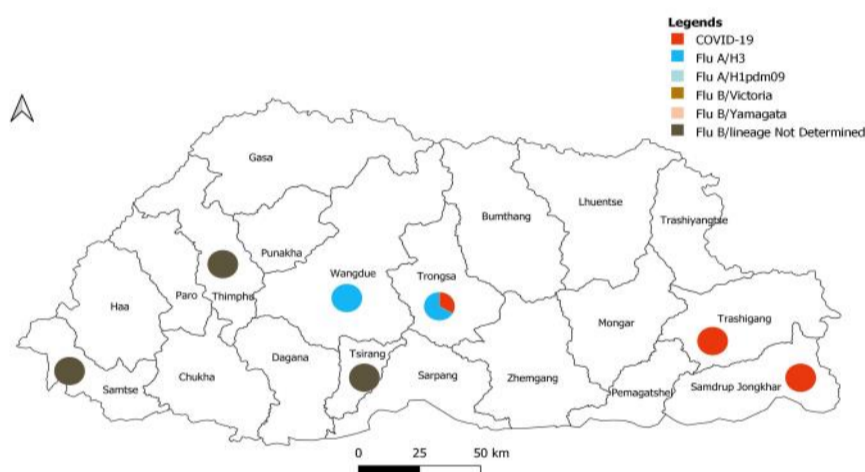 Legends
COVID-19
Flu A/H3
Flu A/H1pdm09
Flu B/Victoria
Flu B/Yamagata
Flu B/lineage Not Determined
Gasa
Lhuentse
Bumthang
Trashiyangtse
Punakha
Wangdue
Trongsa
Haa
Paro
Thimphu
Mongar
Trashigang
Tsirang
Dagana
Sarpang
Zhemgang
Chukha
Samtse
Pemagatshel
Samdrup Jongkhar
0 25 50 km